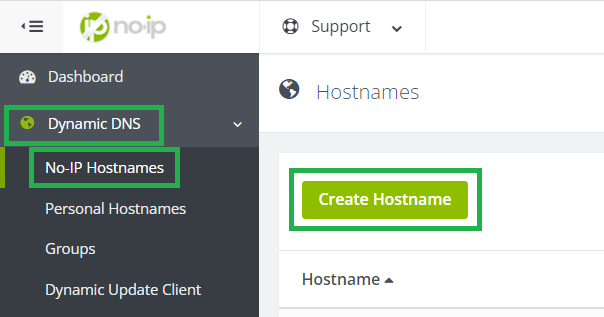 no-ip
Support
Dashboard
Hostnames
Dynamic DNS
No-IP Hostnames
Create Hostname
Personal Hostnames
Groups
Hostname
Dynamic Update Client